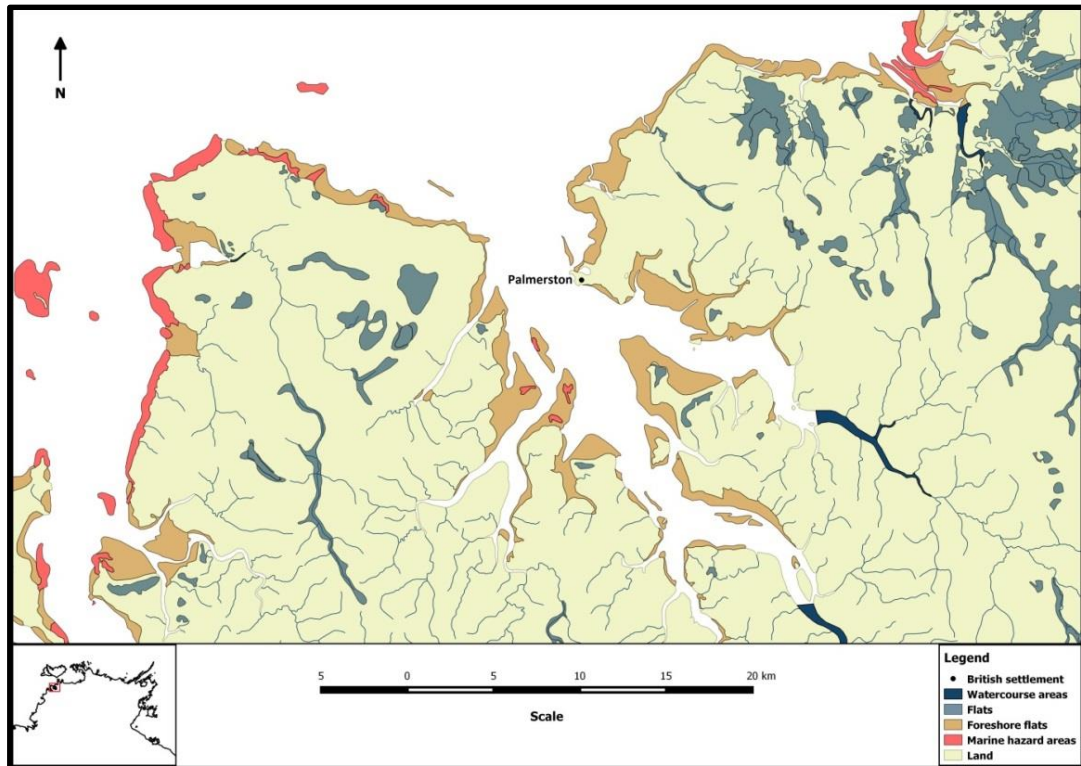 N
Palmerston
5 0 5 10 15 20 km
Scale
Legend
British settlement
Watercourse areas
Flats
Foreshore flats
Marine hazard areas
Land